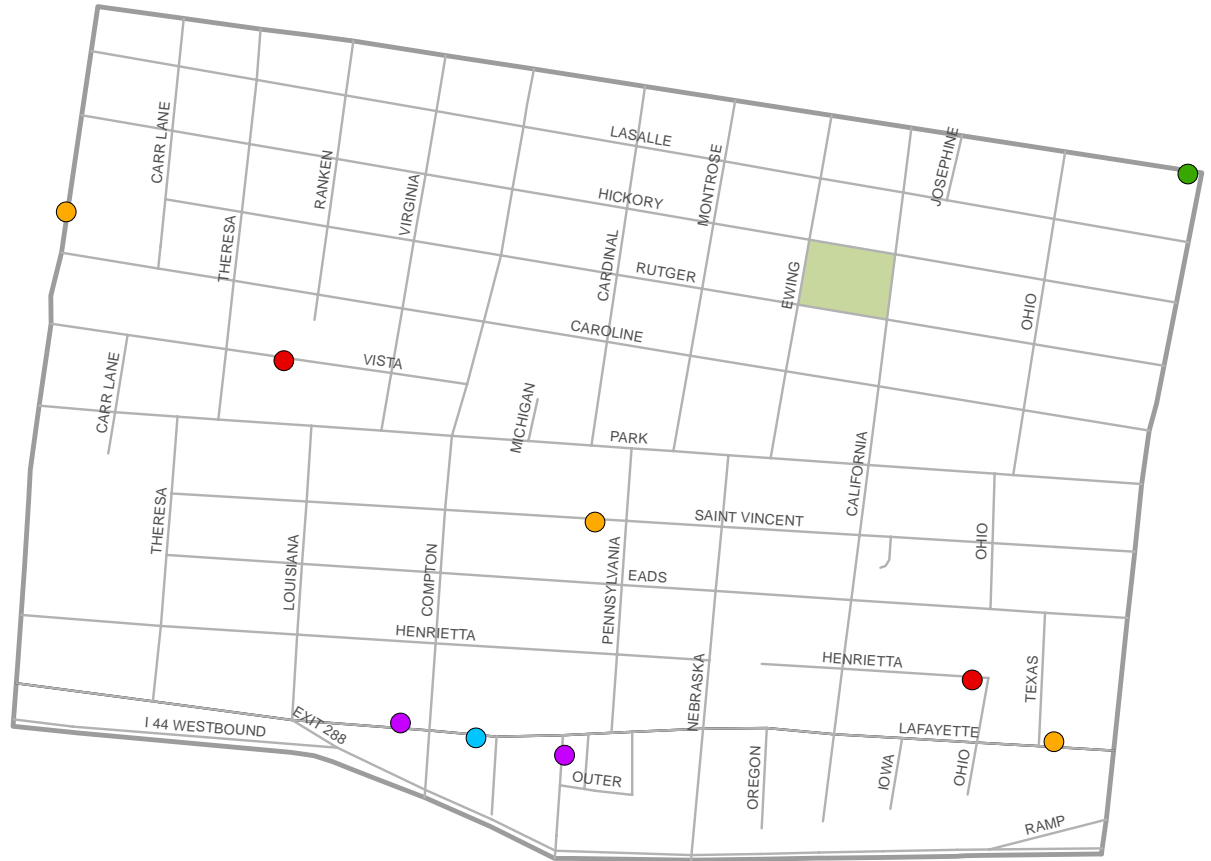 LASALLE
JOSEPHINE
CARR LANE
RANKEN
VIRGINIA
MONTROSE
HICKORY
THERESA
CARDINAL
RUTGER
EWING
OHIO
CAROLINE
VISTA
CARR LANE
MICHIGAN
PARK
CALIFORNIA
THERESA
SAINT VINCENT
OHIO
LOUISIANA
COMPTON
PENNSYLVANIA
EADS
HENRIETTA
HENRIETTA
NEBRASKA
TEXAS
I 44 WESTBOUND
EXIT 288
LAFAYETTE
OUTER
OREGON
IOWA
OHIO
RAMP